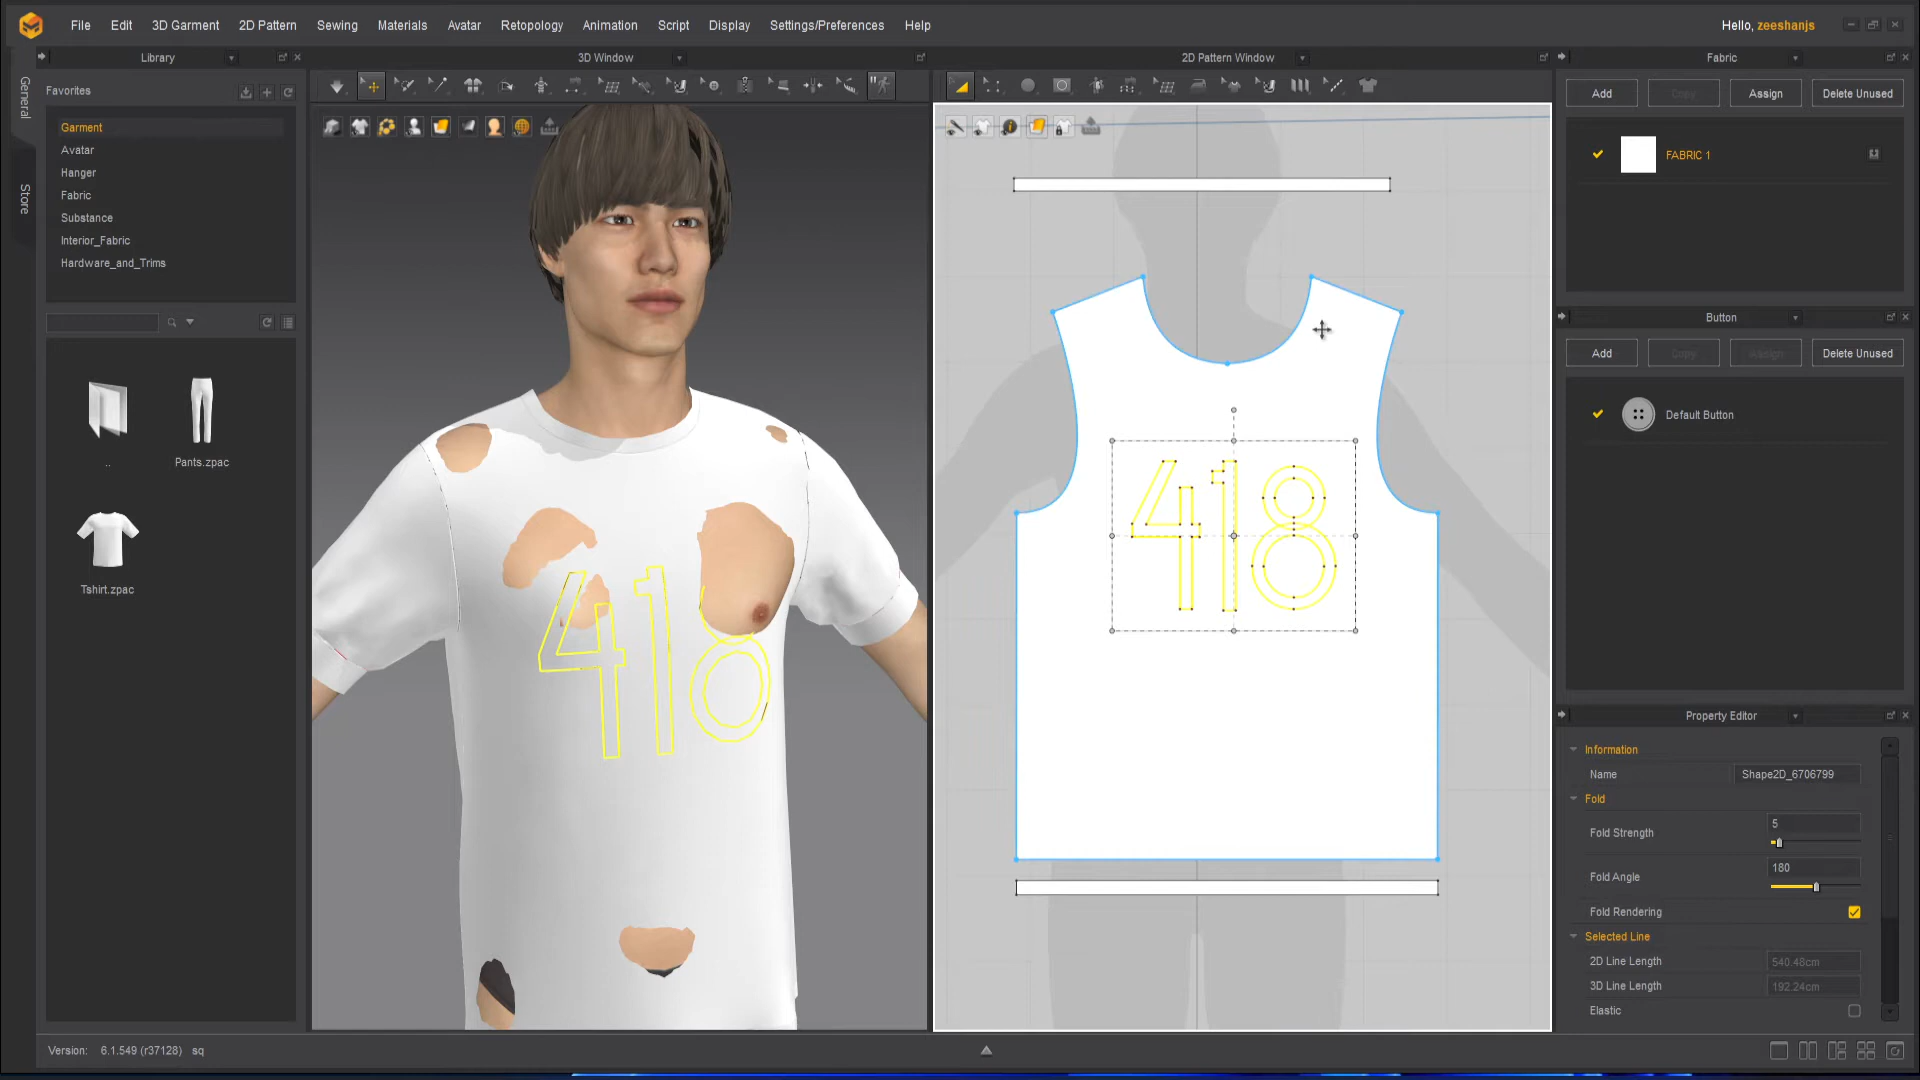 File Edit 3D Garment 2D Pattern Sewing Materials Avatar Retopology Animation Script Display Settings/Preferences Help
Hello, zeeshanjs
Library
3D Window
2D Pattern Window
Fabric
General
Store
Favorites
Garment
Avatar
Hanger
Fabric
Substance
Interior_Fabric
Hardware_and_Trims
..
Pants.zpac
Tshirt.zpac
418
418
Add Copy Assign Delete Unused
FABRIC 1
Button
Add Copy Assign Delete Unused
Default Button
Property Editor
Information
Name Shape2D_6706799
Fold
Fold Strength 5
Fold Angle 180
Fold Rendering
Selected Line
2D Line Length 540.48cm
3D Line Length 192.24cm
Elastic
Version: 6.1.549 (r37128) sq